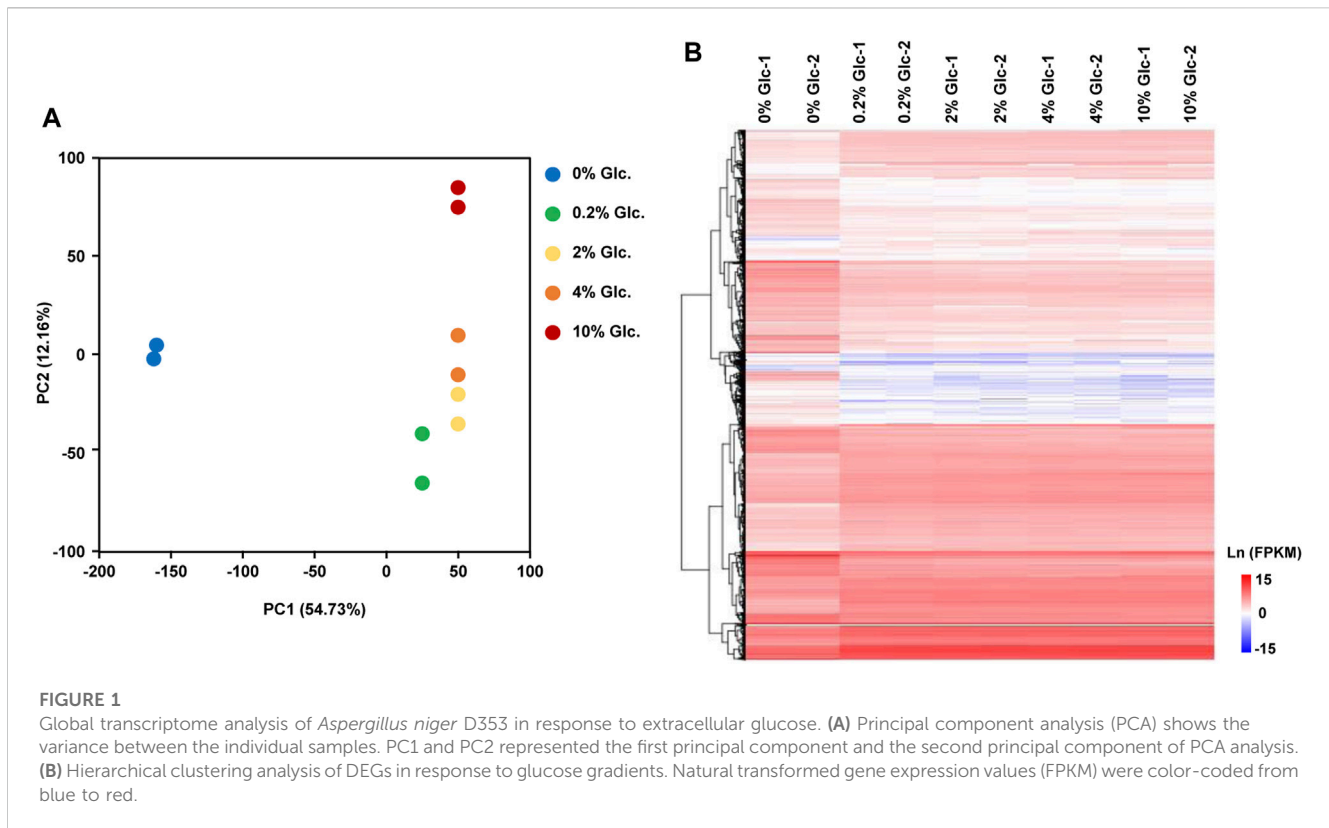 A
100
50
0
-50
-100
-200
-150
-100
-50
0
50
100
PC2 (12.16%)
PC1 (54.73%)
0% Glc.
0.2% Glc.
2% Glc.
4% Glc.
10% Glc.
B
0% Glc-1
0% Glc-2
0.2% Glc-1
0.2% Glc-2
2% Glc-1
2% Glc-2
4% Glc-1
4% Glc-2
10% Glc-1
10% Glc-2
Ln (FPKM)
15
0
-15
FIGURE 1
Global transcriptome analysis of Aspergillus niger D353 in response to extracellular glucose. (A) Principal component analysis (PCA) shows the
variance between the individual samples. PC1 and PC2 represented the first principal component and the second principal component of PCA analysis.
(B) Hierarchical clustering analysis of DEGs in response to glucose gradients. Natural transformed gene expression values (FPKM) were color-coded from
blue to red.